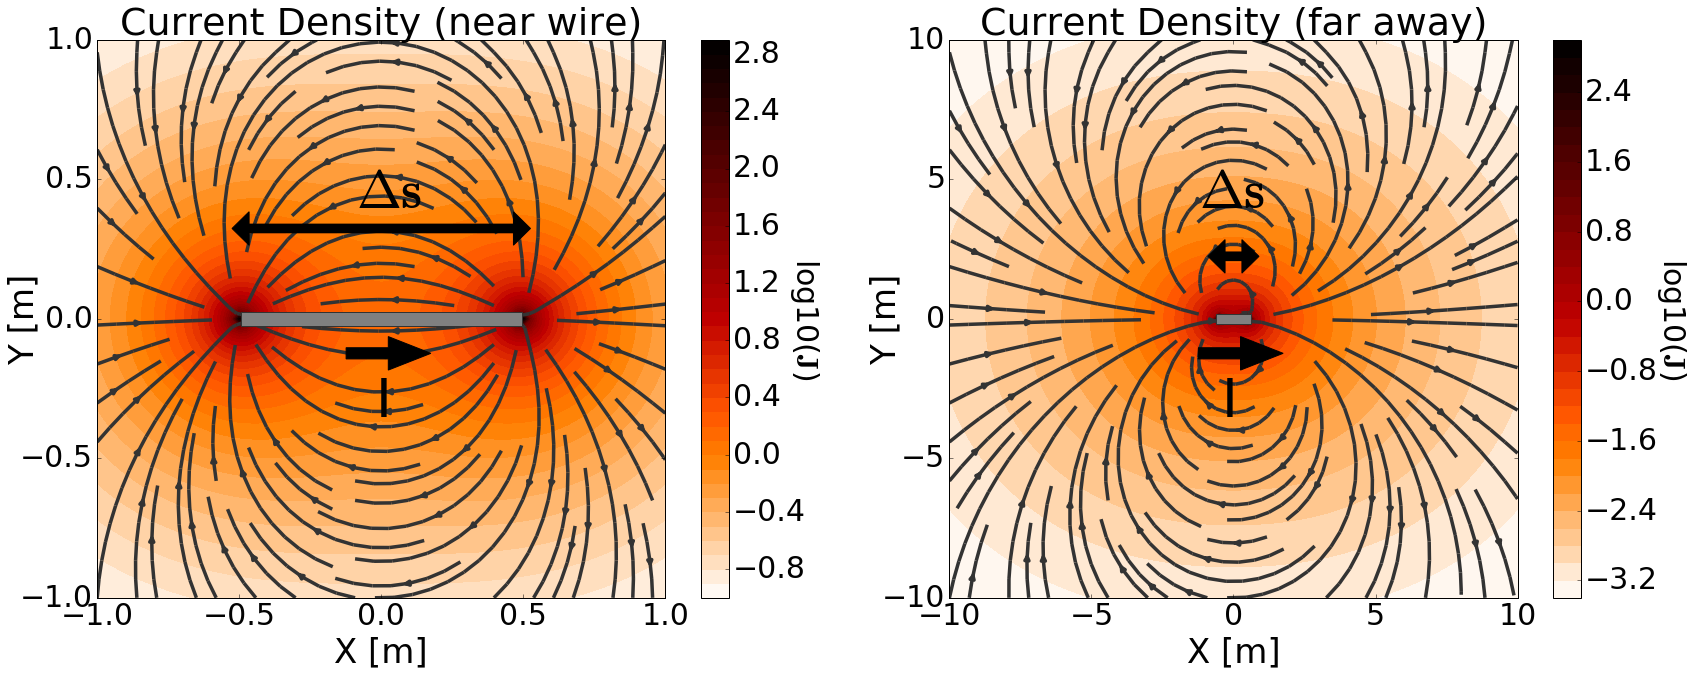 Current Density (near wire)
1.0
0.5
0.0
−0.5
−1.0
Y [m]
−1.0 −0.5 0.0 0.5 1.0
X [m]
Δs
I
2.8
2.4
2.0
1.6
1.2
0.8
0.4
0.0
−0.4
−0.8
log10(J)
Current Density (far away)
10
5
0
−5
−10
Y [m]
−10 −5 0 5 10
X [m]
Δs
I
2.4
1.6
0.8
0.0
−0.8
−1.6
−2.4
−3.2
log10(J)